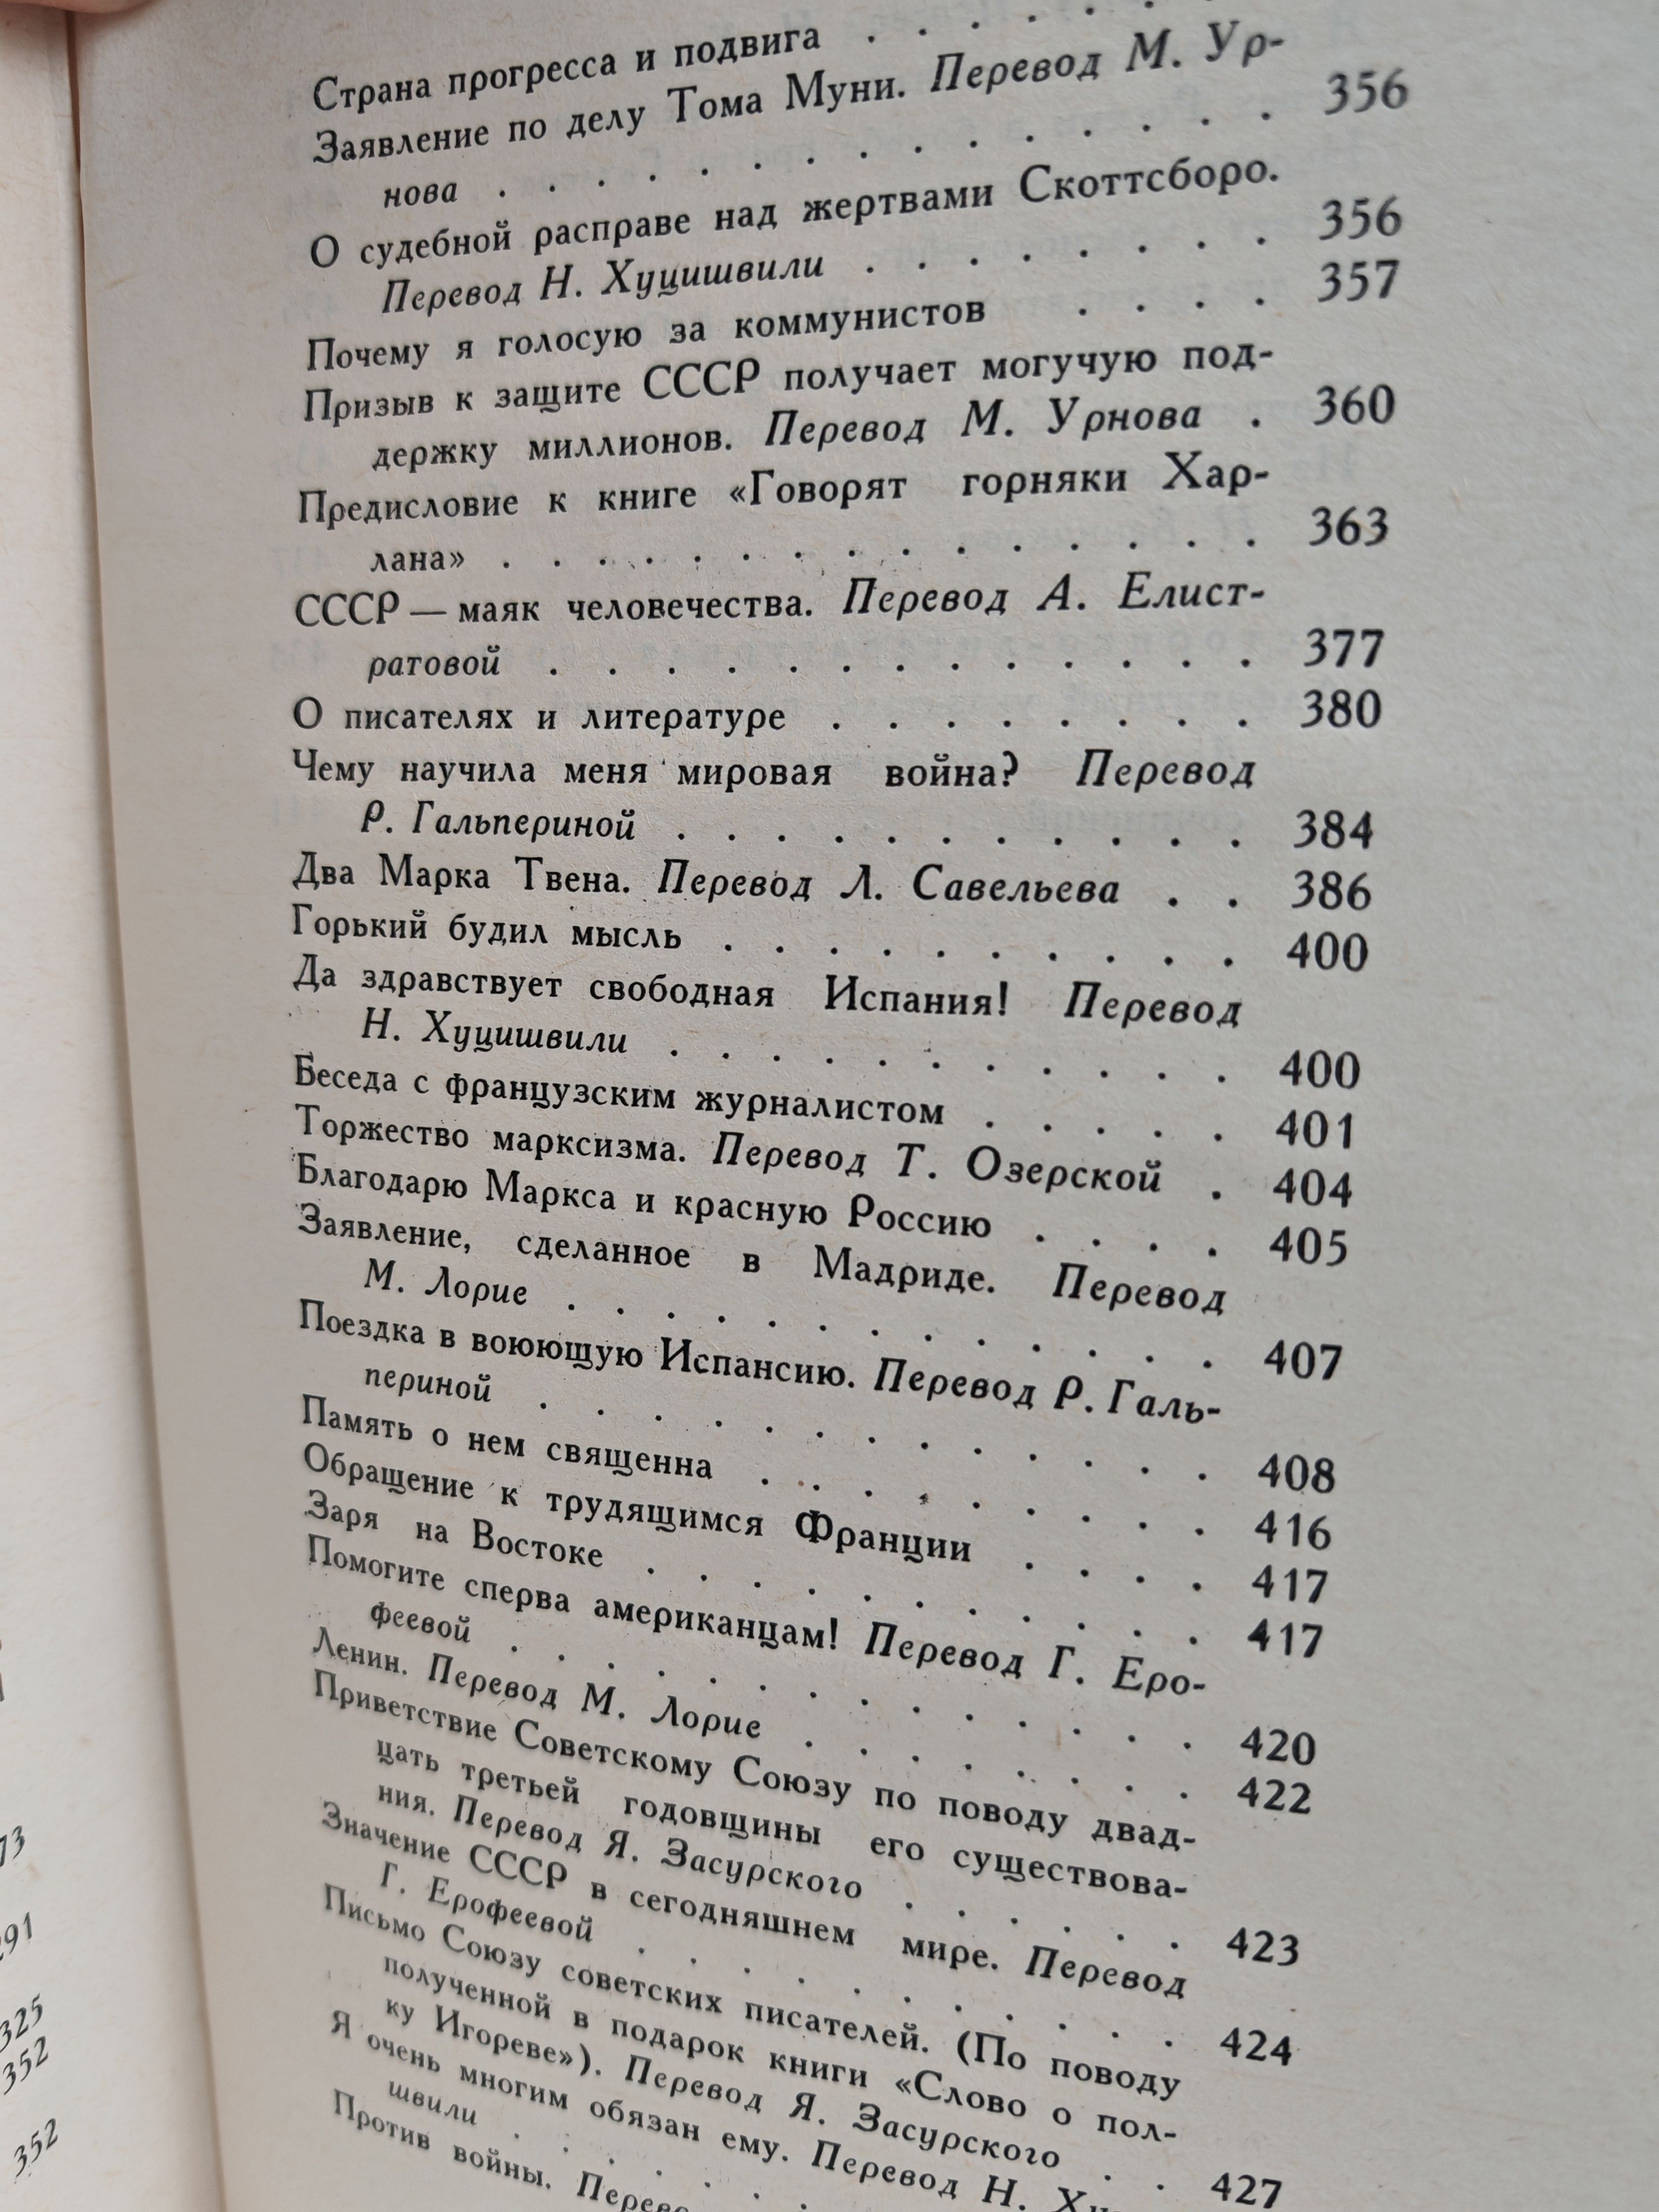 Страна прогресса и подвига . . . . . .
Заявление по делу Тома Муни. Перевод М. Ур-
нова . . . . . . . . . . . . . . 356
О судебной расправе над жертвами Скоттсборо.
Перевод Н. Хуцишвили . . . . . . . . 356
Почему я голосую за коммунистов . . . . 357
Призыв к защите СССР получает могучую под-
держку миллионов. Перевод М. Урнова . 360
Предисловие к книге «Говорят горняки Хар-
лана» . . . . . . . . . . . . . . 363
СССР — маяк человечества. Перевод А. Елист-
ратовой . . . . . . . . . . . . . 377
О писателях и литературе . . . . . . . . 380
Чему научила меня мировая война? Перевод
Р. Гальпериной . . . . . . . . . . . 384
Два Марка Твена. Перевод Л. Савельева . . 386
Горький будил мысль . . . . . . . . . . 400
Да здравствует свободная Испания! Перевод
Н. Хуцишвили . . . . . . . . . . . 400
Беседа с французским журналистом . . . . . 401
Торжество марксизма. Перевод Т. Озерской . 404
Благодарю Маркса и красную Россию . . . . 405
Заявление, сделанное в Мадриде. Перевод
М. Лорие . . . . . . . . . . . . . 407
Поездка в воюющую Испансию. Перевод Р. Галь-
периной . . . . . . . . . . . . . 408
Память о нем священна . . . . . . . . . 416
Обращение к трудящимся Франции . . . . 417
Заря на Востоке . . . . . . . . . . . 417
Помогите сперва американцам! Перевод Г. Еро-
феевой . . . . . . . . . . . . . . 420
Ленин. Перевод М. Лорие . . . . . . . . 422
Приветствие Советскому Союзу по поводу двад-
цать третьей годовщины его существова-
ния. Перевод Я. Засурского . . . . . . 423
Значение СССР в сегодняшнем мире. Перевод
Г. Ерофеевой . . . . . . . . . . . 424
Письмо Союзу советских писателей. (По поводу
полученной в подарок книги «Слово о пол-
ку Игореве»). Перевод Я. Засурского . . 427
Я очень многим обязан ему. Перевод Н. Ху
швили . . . . . .
Против войны. Перево
73
291
325
352
352